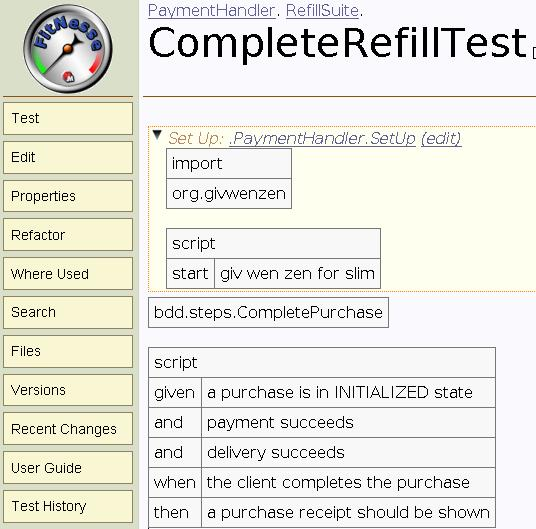 FitNesse
PaymentHandler. RefillSuite.
CompleteRefillTest
Test
Edit
Properties
Refactor
Where Used
Search
Files
Versions
Recent Changes
User Guide
Test History
Set Up: .PaymentHandler.SetUp (edit)
import
org.givwenzen
script
start giv wen zen for slim
bdd.steps.CompletePurchase
script
given a purchase is in INITIALIZED state
and payment succeeds
and delivery succeeds
when the client completes the purchase
then a purchase receipt should be shown